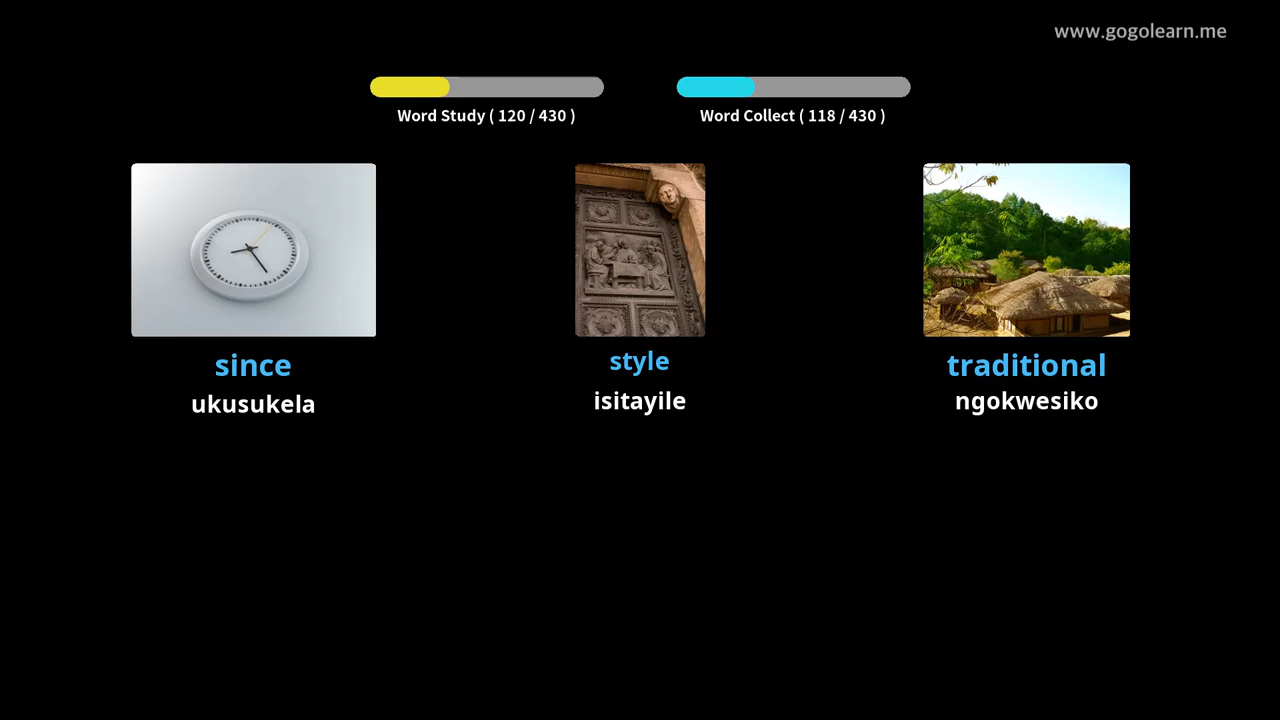 www.gogolearn.me
Word Study ( 120 / 430 )
Word Collect ( 118 / 430 )
since
ukusukela
style
isitayile
traditional
ngokwesiko